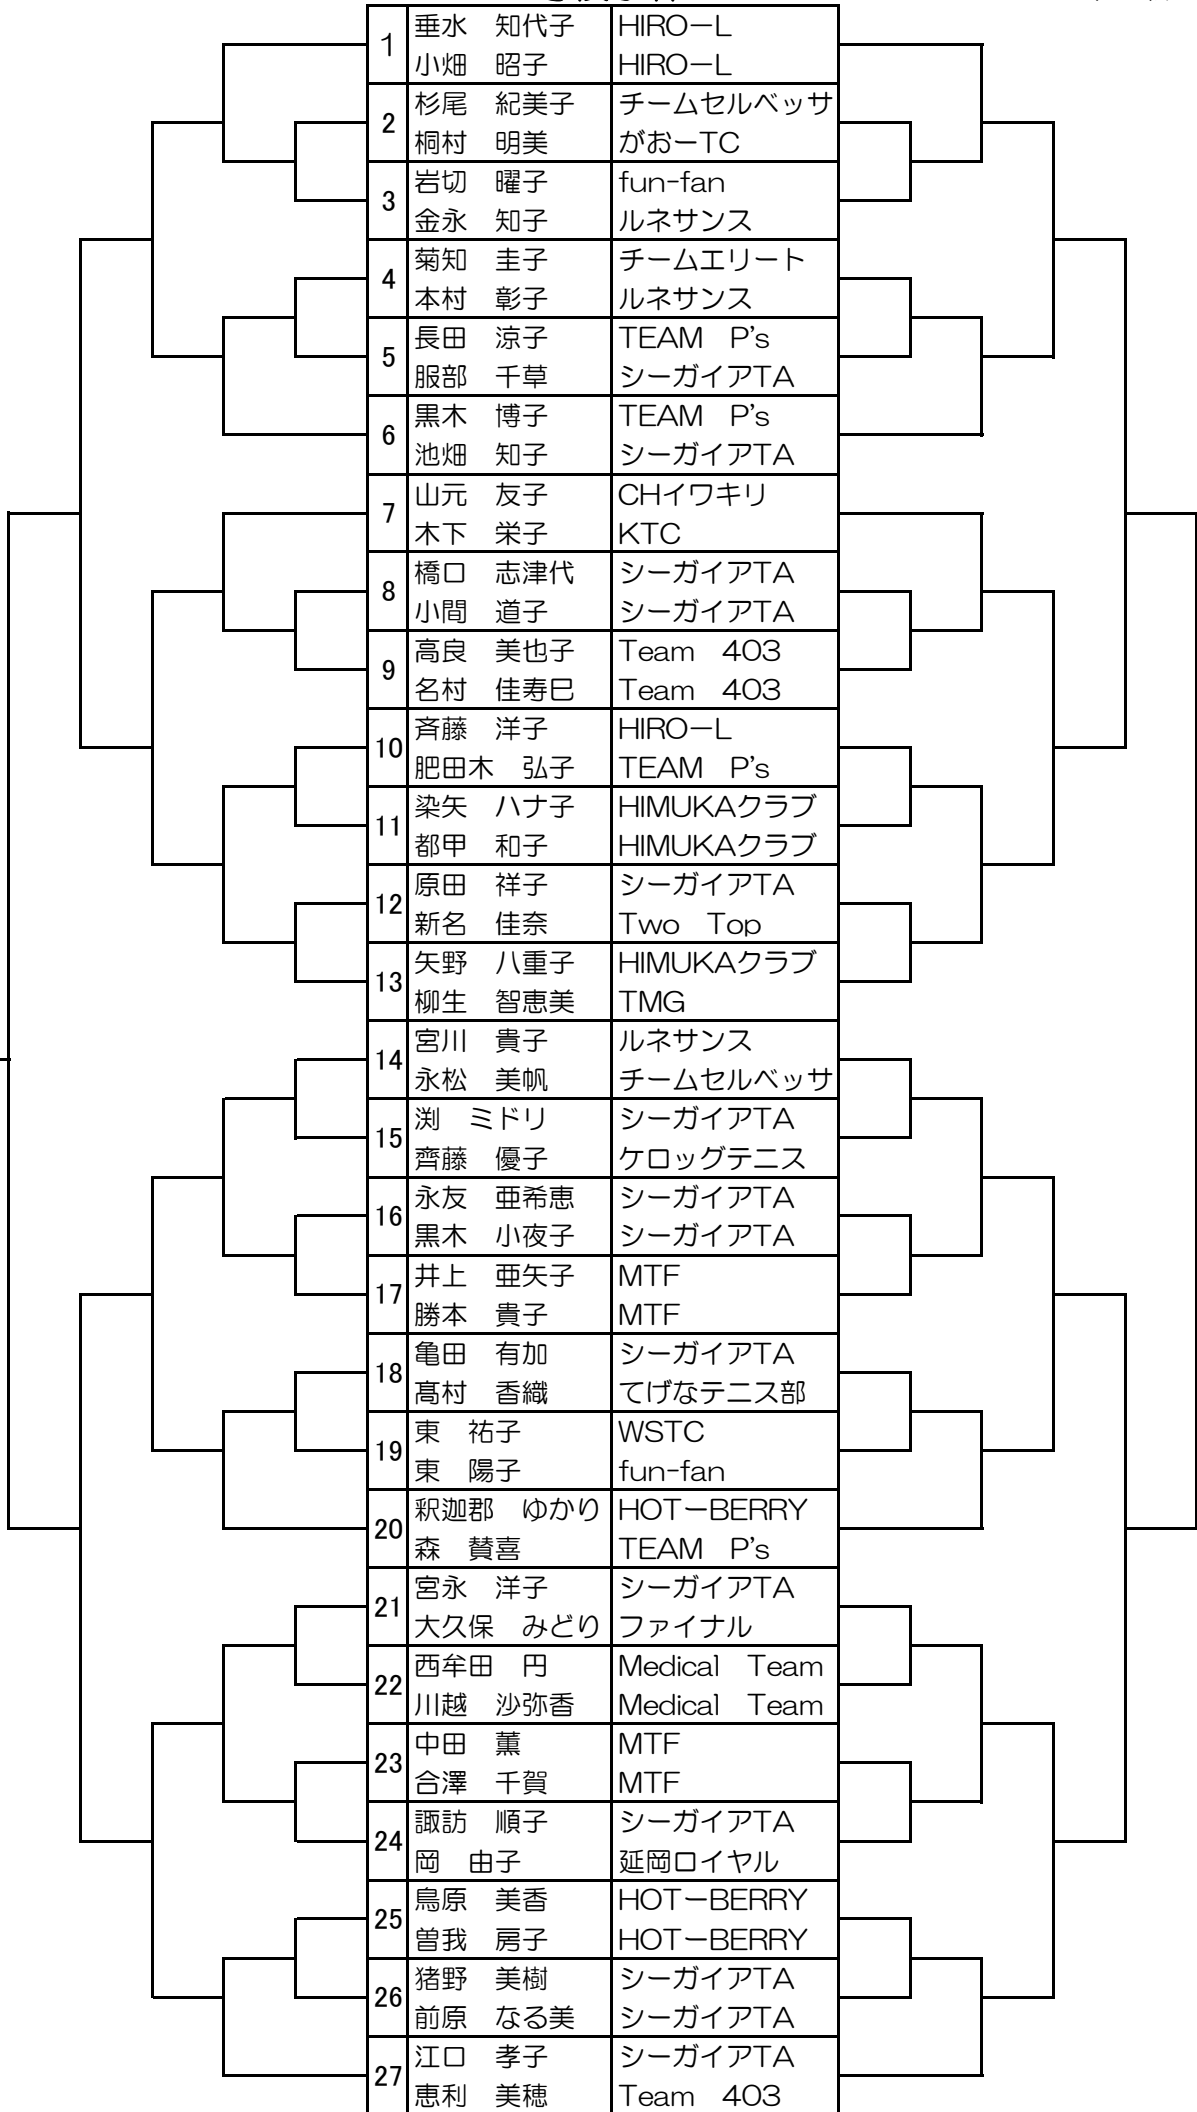 1 垂水 知代子 HIROーL
小畑 昭子 HIROーL
2 杉尾 紀美子 チームセルベッサ
桐村 明美 がおーTC
3 岩切 曜子 fun-fan
金永 知子 ルネサンス
4 菊知 圭子 チームエリート
本村 彰子 ルネサンス
5 長田 涼子 TEAM P's
服部 千草 シーガイアTA
6 黒木 博子 TEAM P's
池畑 知子 シーガイアTA
7 山元 友子 CHイワキリ
木下 栄子 KTC
8 橋口 志津代 シーガイアTA
小間 道子 シーガイアTA
9 高良 美也子 Team 403
名村 佳寿巳 Team 403
10 斉藤 洋子 HIROーL
肥田木 弘子 TEAM P's
11 染矢 ハナ子 HIMUKAクラブ
都甲 和子 HIMUKAクラブ
12 原田 祥子 シーガイアTA
新名 佳奈 Two Top
13 矢野 八重子 HIMUKAクラブ
柳生 智恵美 TMG
14 宮川 貴子 ルネサンス
永松 美帆 チームセルベッサ
15 渕 ミドリ シーガイアTA
齊藤 優子 ケロッグテニス
16 永友 亜希恵 シーガイアTA
黒木 小夜子 シーガイアTA
17 井上 亜矢子 MTF
勝本 貴子 MTF
18 亀田 有加 シーガイアTA
髙村 香織 てげなテニス部
19 東 祐子 WSTC
東 陽子 fun-fan
20 釈迦郡 ゆかり HOTーBERRY
森 賛喜 TEAM P's
21 宮永 洋子 シーガイアTA
大久保 みどり ファイナル
22 西牟田 円 Medical Team
川越 沙弥香 Medical Team
23 中田 薫 MTF
合澤 千賀 MTF
24 諏訪 順子 シーガイアTA
岡 由子 延岡ロイヤル
25 鳥原 美香 HOTーBERRY
曽我 房子 HOTーBERRY
26 猪野 美樹 シーガイアTA
前原 なる美 シーガイアTA
27 江口 孝子 シーガイアTA
恵利 美穂 Team 403